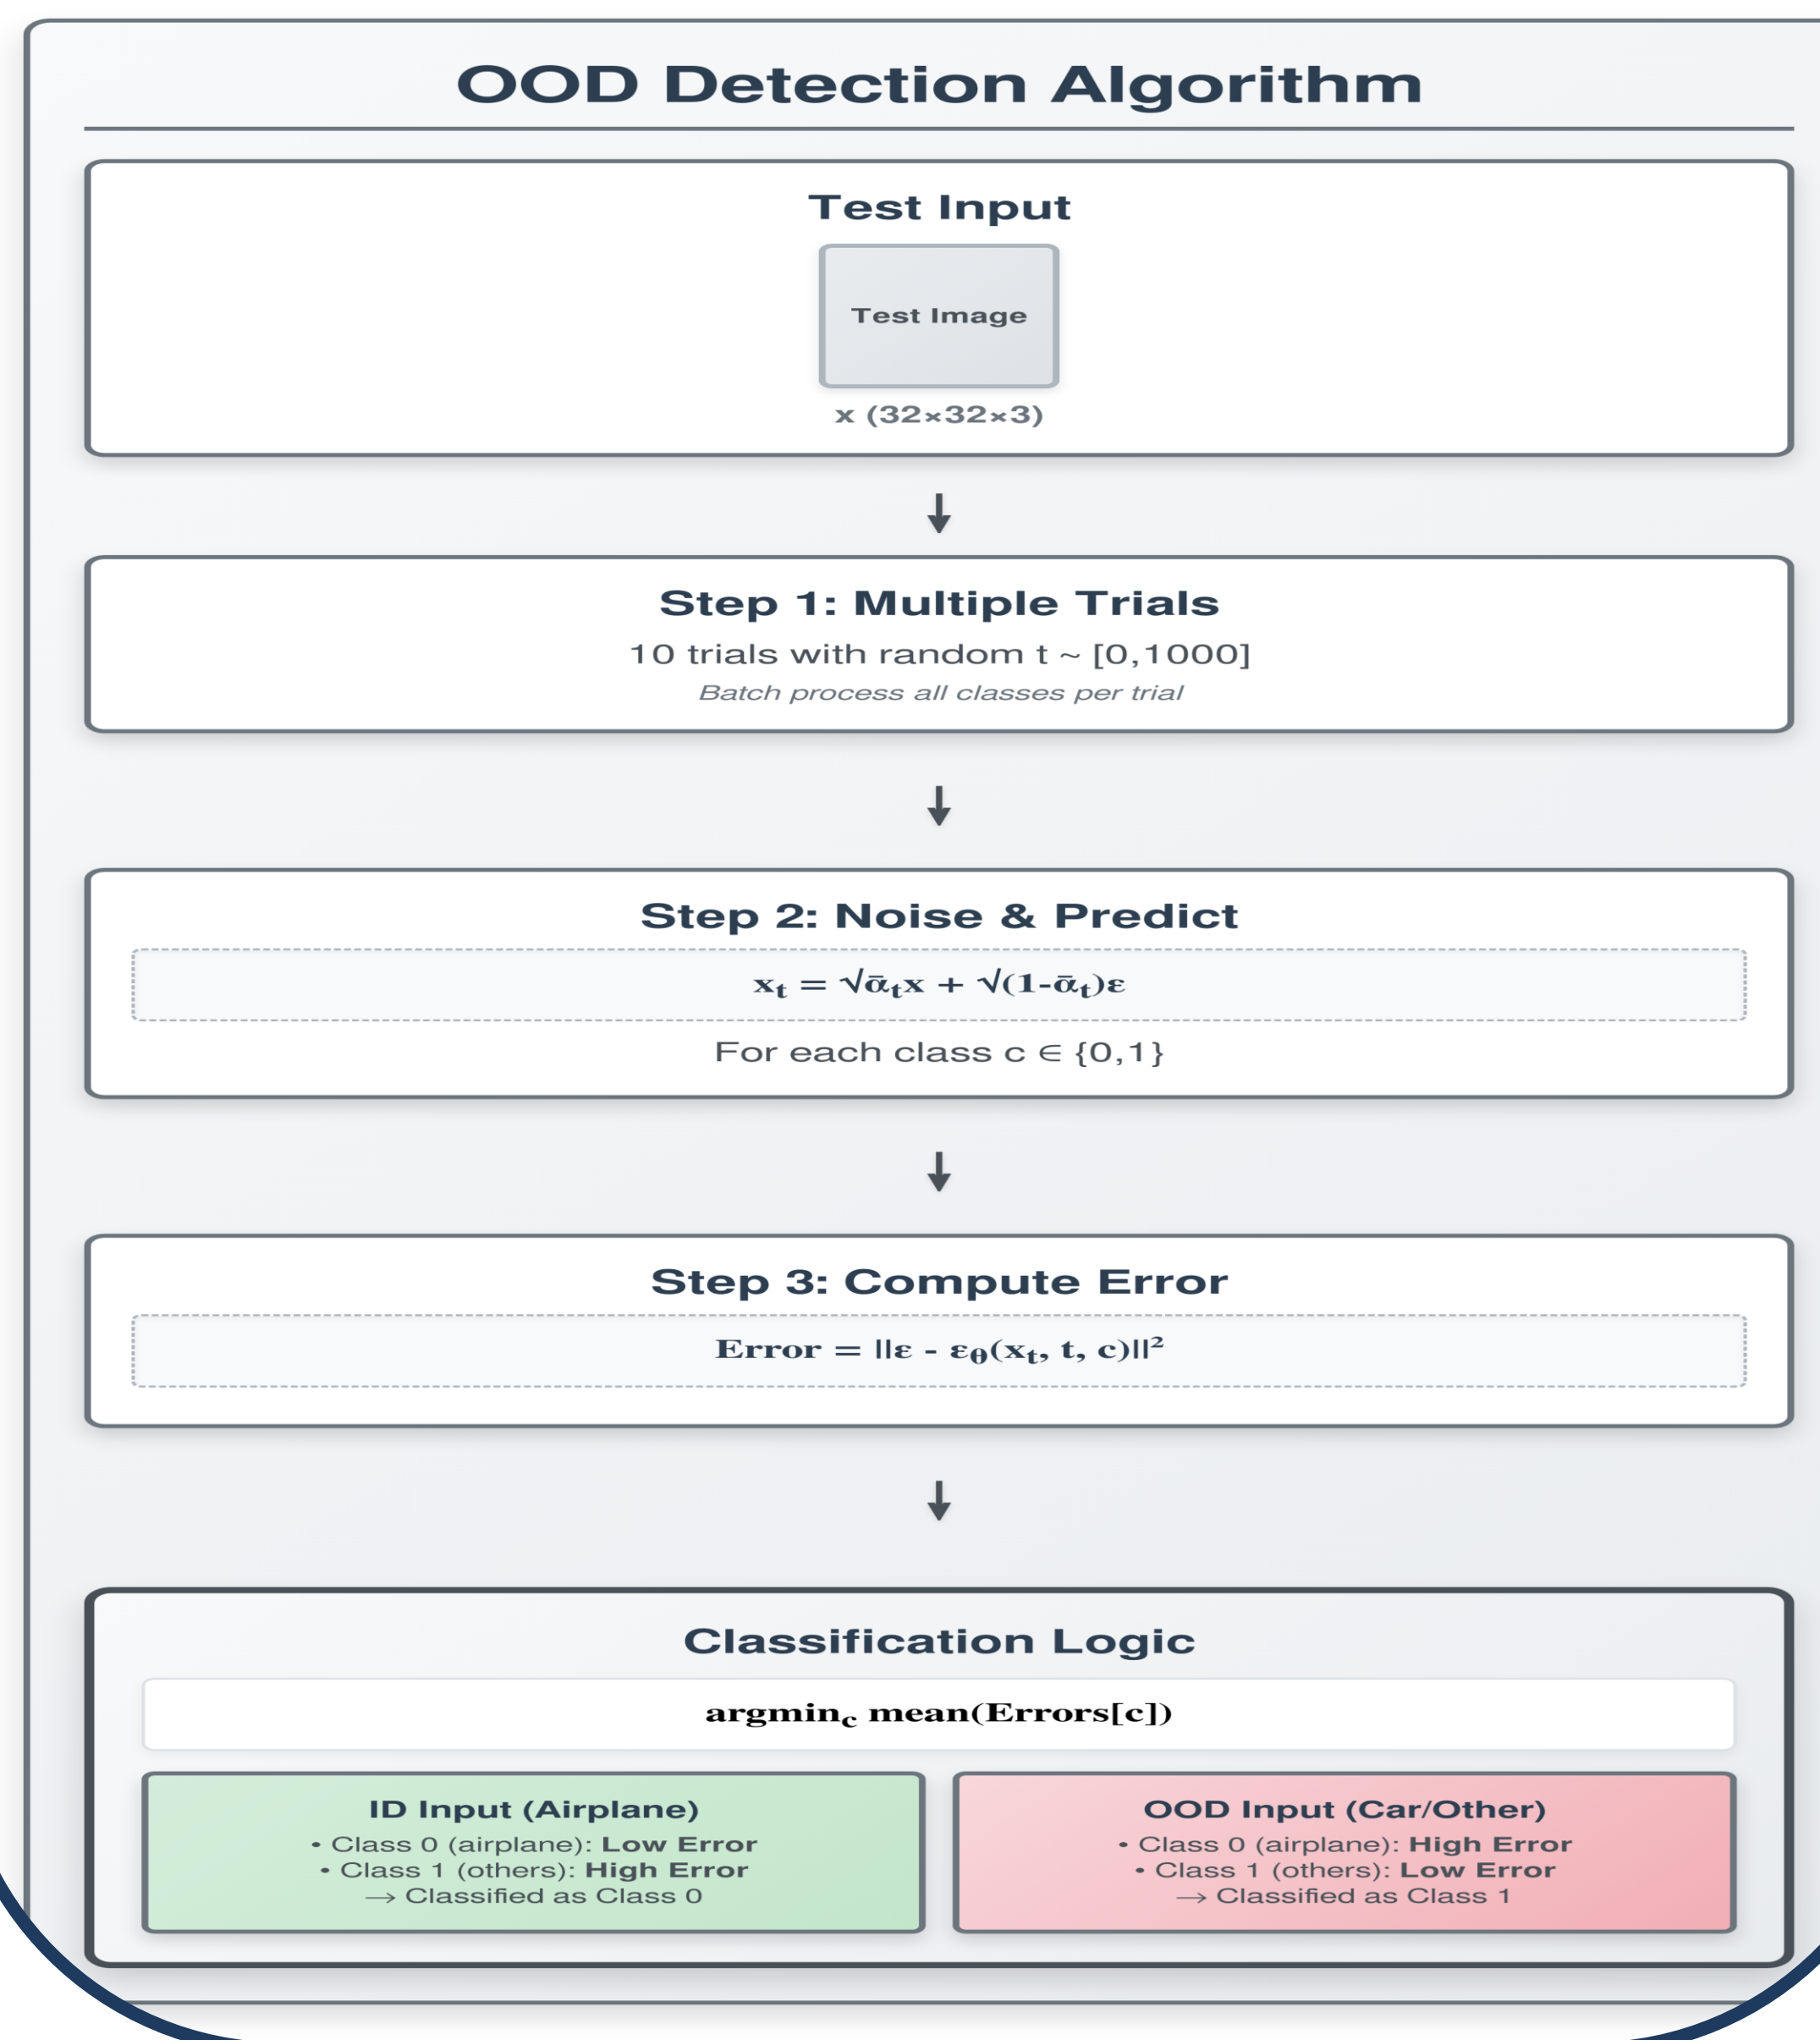 OOD Detection Algorithm
Test Input
Test Image
x (32×32×3)
Step 1: Multiple Trials
10 trials with random t ~ [0,1000]
Batch process all classes per trial
Step 2: Noise & Predict
xₜ = √ᾱₜx + √(1-ᾱₜ)ε
For each class c ∈ {0,1}
Step 3: Compute Error
Error = ||ε - εθ(xₜ, t, c)||²
Classification Logic
argmin_c mean(Errors[c])
ID Input (Airplane)
• Class 0 (airplane): Low Error
• Class 1 (others): High Error
→ Classified as Class 0
OOD Input (Car/Other)
• Class 0 (airplane): High Error
• Class 1 (others): Low Error
→ Classified as Class 1